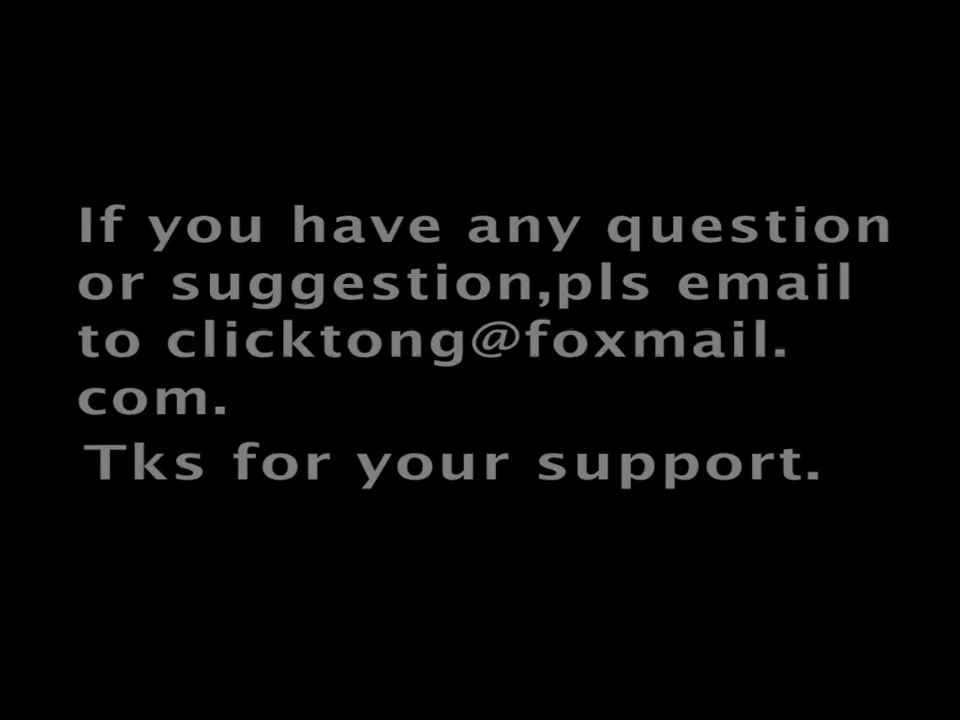 If you have any question
or suggestion,pls email
to clicktong@foxmail.
com.
Tks for your support.